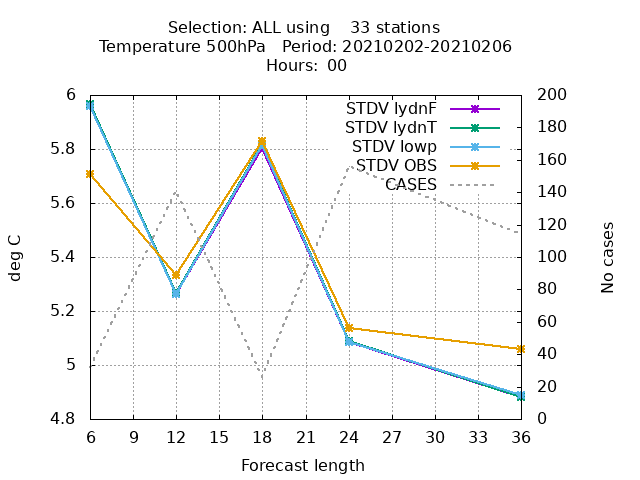 Selection: ALL using 33 stations
Temperature 500hPa Period: 20210202-20210206
Hours: 00
STDV lydnF
STDV lydnT
STDV lowp
STDV OBS
CASES
deg C
6
5.8
5.6
5.4
5.2
5
4.8
No cases
200
180
160
140
120
100
80
60
40
20
0
6 9 12 15 18 21 24 27 30 33 36
Forecast length